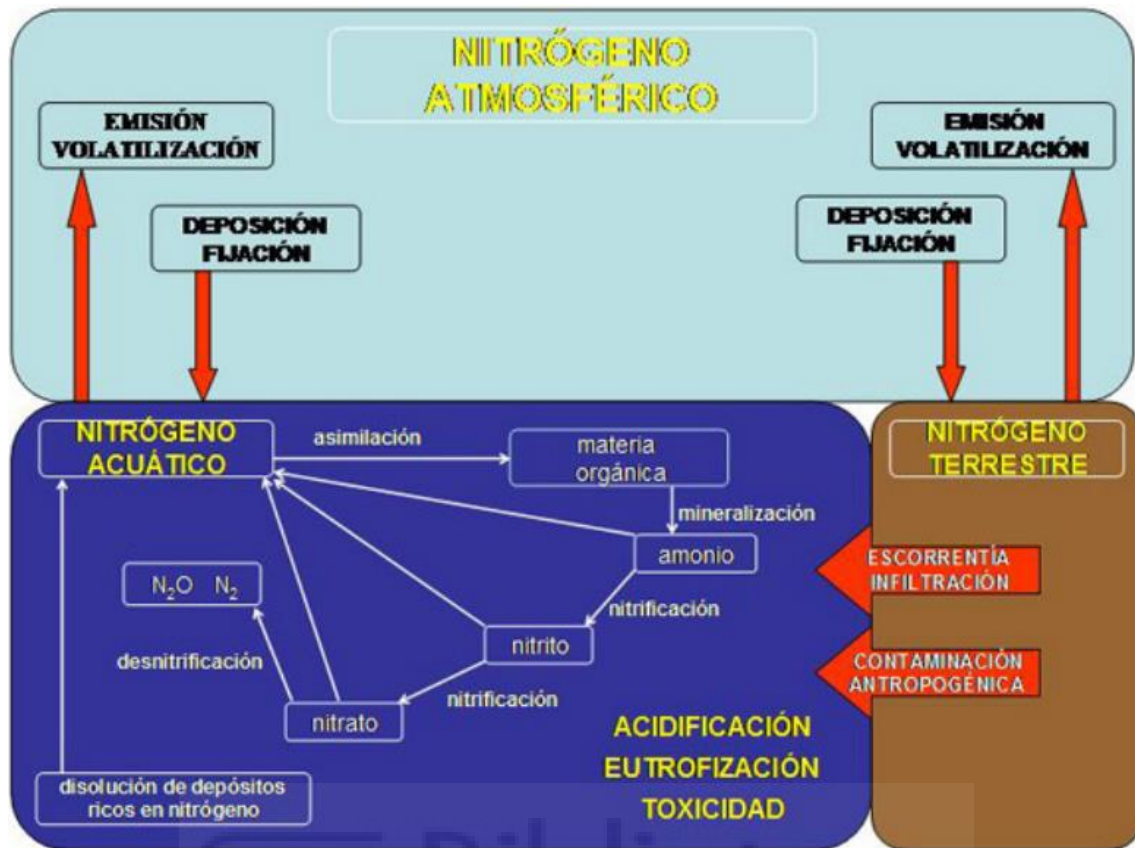 NITRÓGENO
ATMOSFÉRICO
EMISIÓN
VOLATILIZACIÓN
DEPOSICIÓN
FIJACIÓN
EMISIÓN
VOLATILIZACIÓN
DEPOSICIÓN
FIJACIÓN
NITRÓGENO
ACUÁTICO
asimilación
materia
orgánica
mineralización
amonio
nitrificación
nitrito
nitrificación
nitrato
desnitrificación
N₂O N₂
disolución de depósitos
ricos en nitrógeno
ACIDIFICACIÓN
EUTROFIZACIÓN
TOXICIDAD
NITRÓGENO
TERRESTRE
ESCORRENTÍA
INFILTRACIÓN
CONTAMINACIÓN
ANTROPOGÉNICA